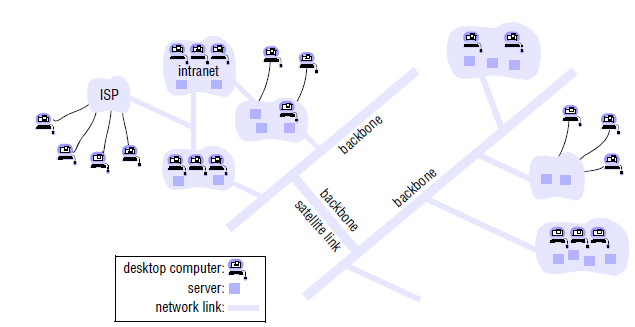 intranet
ISP
backbone
backbone
satellite link
backbone
desktop computer:
server:
network link: